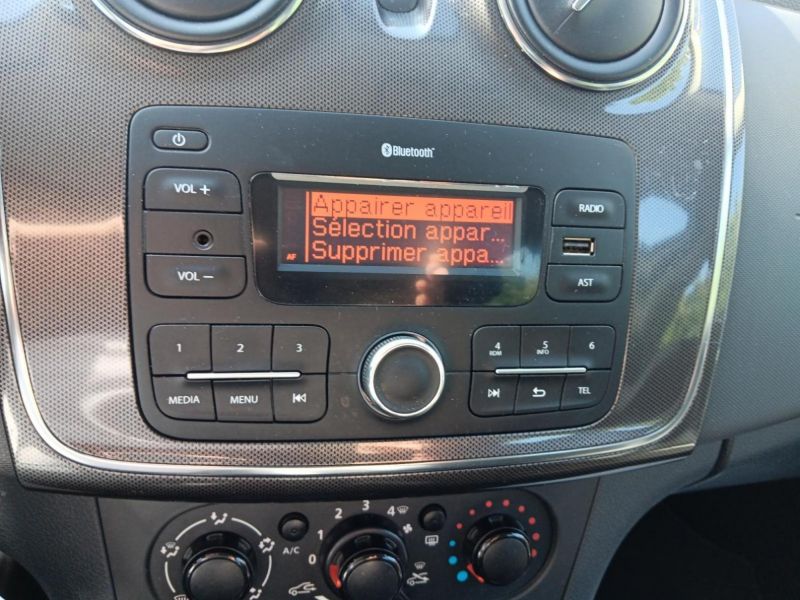 Bluetooth
VOL +
Appairer appareil
RADIO
Sélection appar...
VOL −
AF
Supprimer appa...
AST
1
2
3
4
RDM
5
INFO
6
MEDIA
MENU
TEL
A/C
0
1
2
3
4